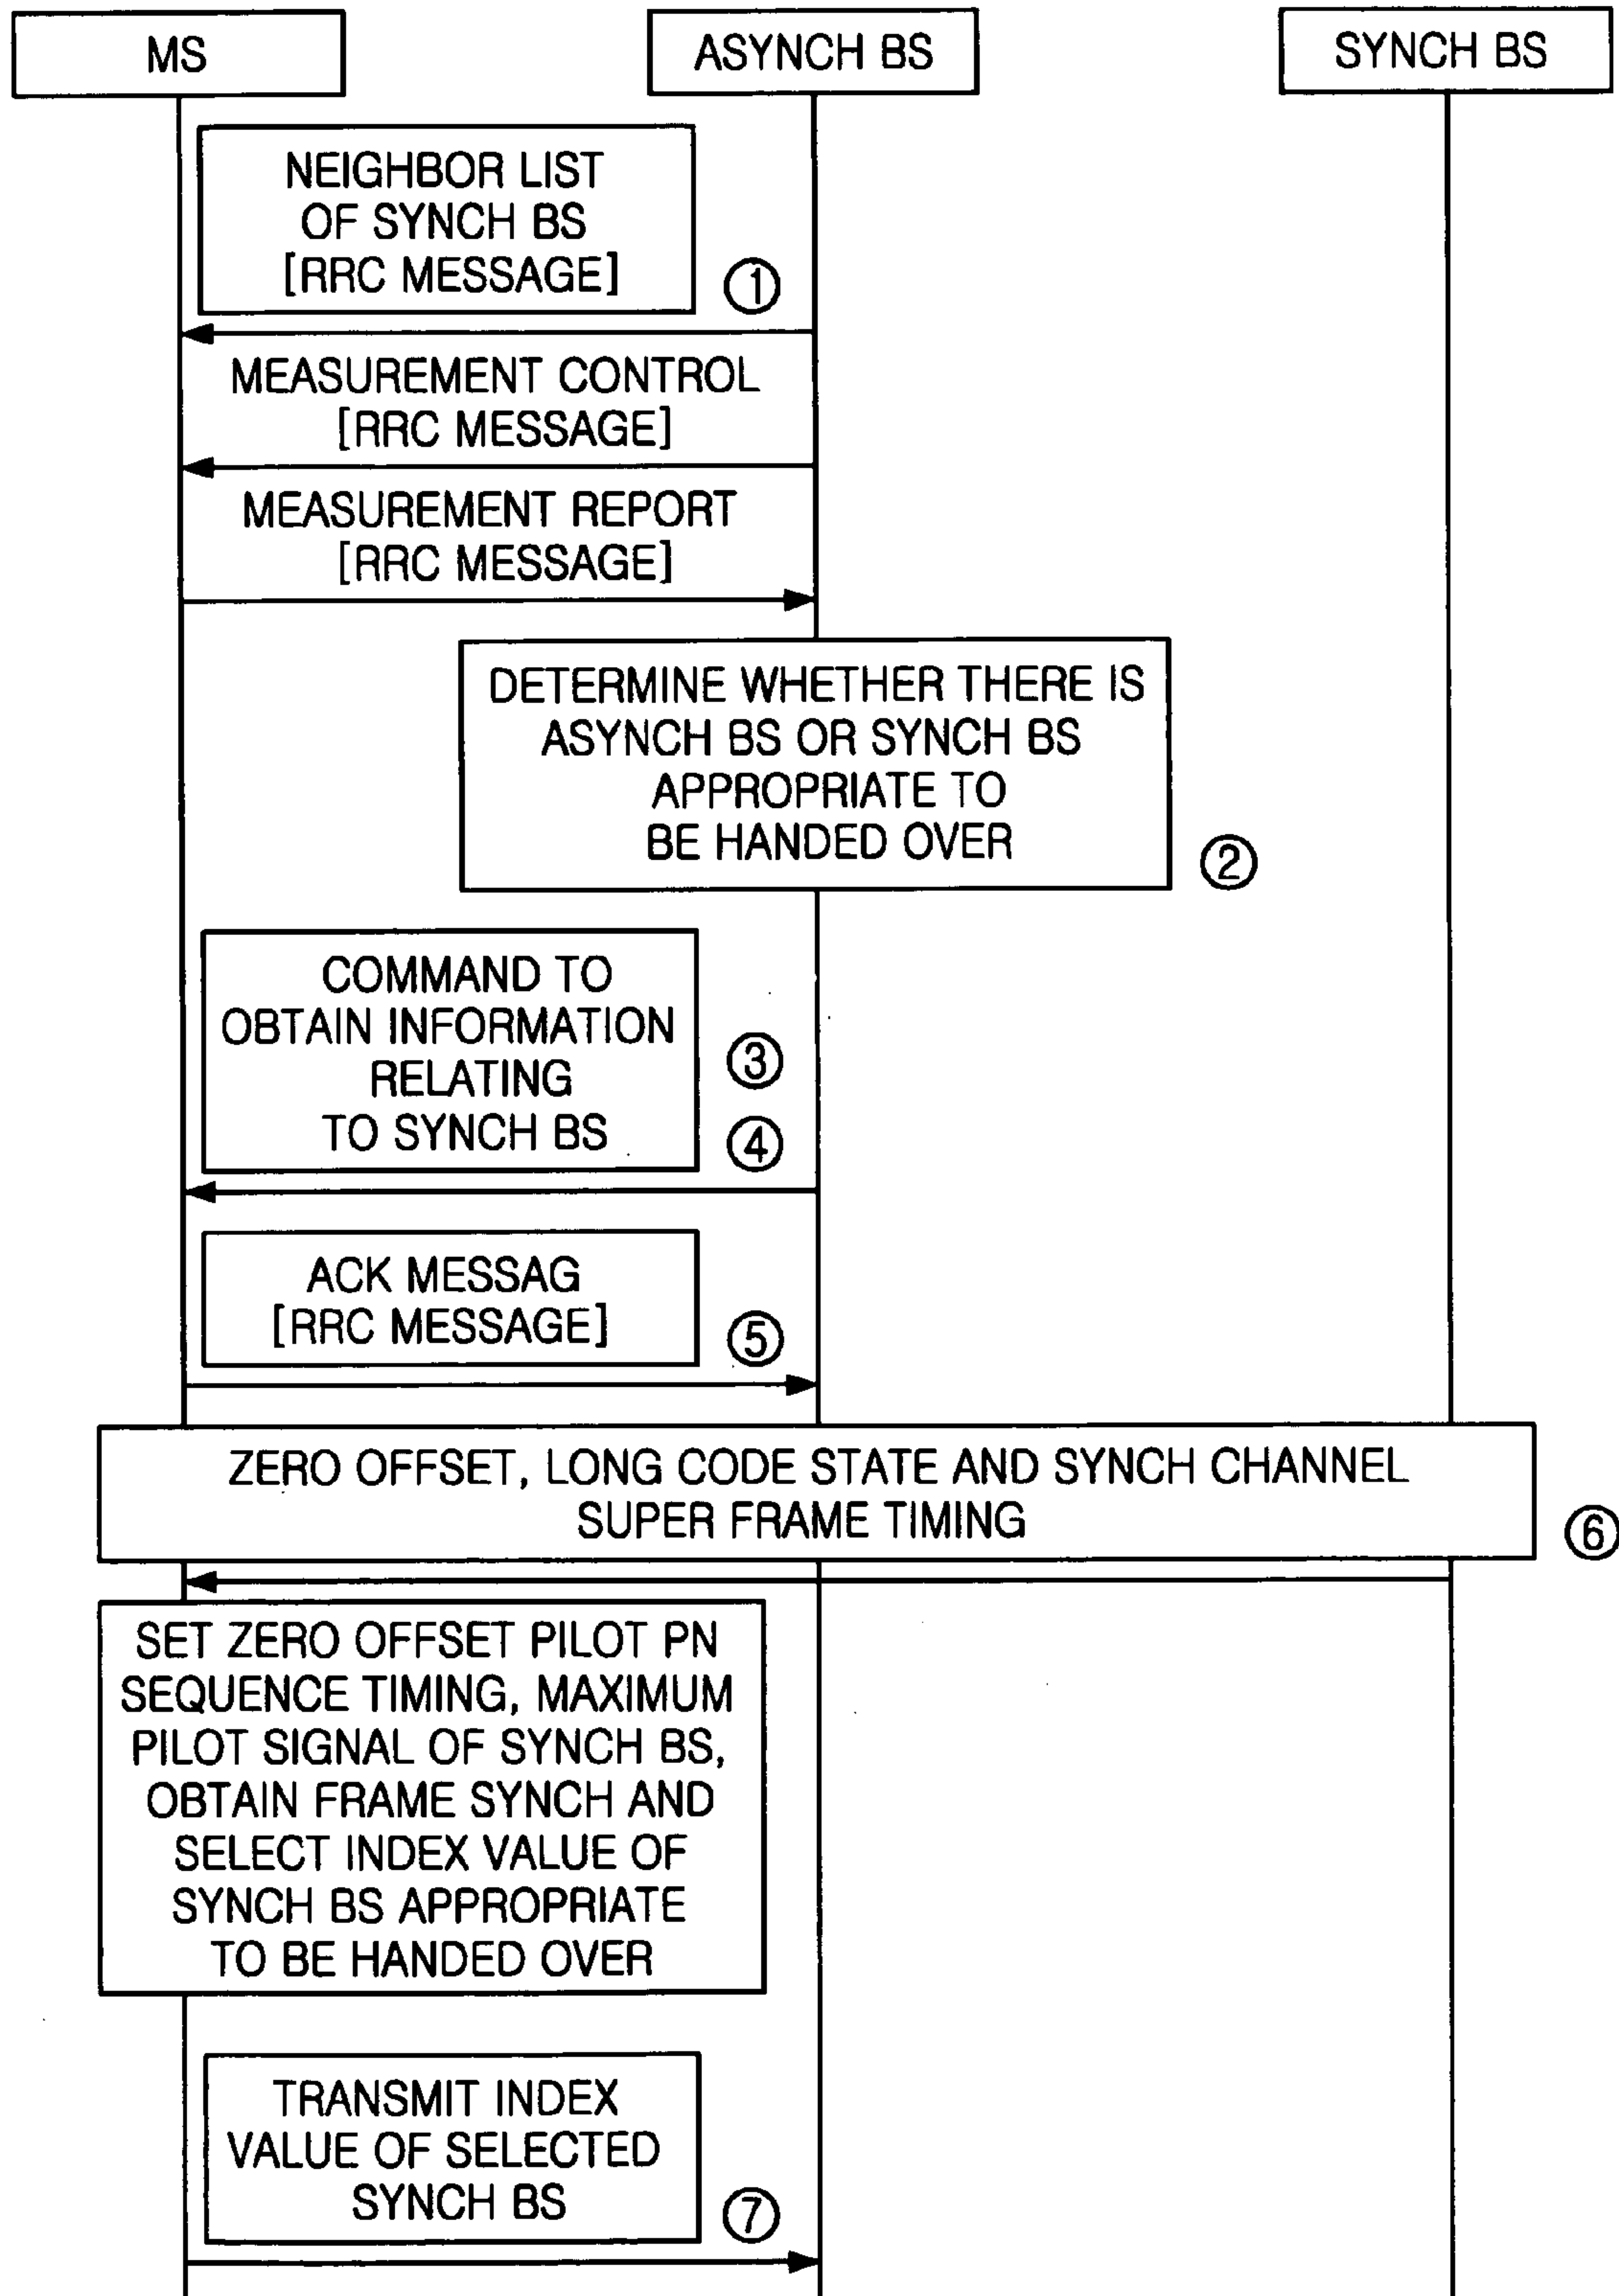 MS
ASYNCH BS
SYNCH BS
NEIGHBOR LIST
OF SYNCH BS
[RRC MESSAGE]
①
MEASUREMENT CONTROL
[RRC MESSAGE]
MEASUREMENT REPORT
[RRC MESSAGE]
DETERMINE WHETHER THERE IS
ASYNCH BS OR SYNCH BS
APPROPRIATE TO
BE HANDED OVER
②
COMMAND TO
OBTAIN INFORMATION
RELATING
TO SYNCH BS
③
④
ACK MESSAG
[RRC MESSAGE]
⑤
ZERO OFFSET, LONG CODE STATE AND SYNCH CHANNEL
SUPER FRAME TIMING
⑥
SET ZERO OFFSET PILOT PN
SEQUENCE TIMING, MAXIMUM
PILOT SIGNAL OF SYNCH BS,
OBTAIN FRAME SYNCH AND
SELECT INDEX VALUE OF
SYNCH BS APPROPRIATE
TO BE HANDED OVER
TRANSMIT INDEX
VALUE OF SELECTED
SYNCH BS
⑦